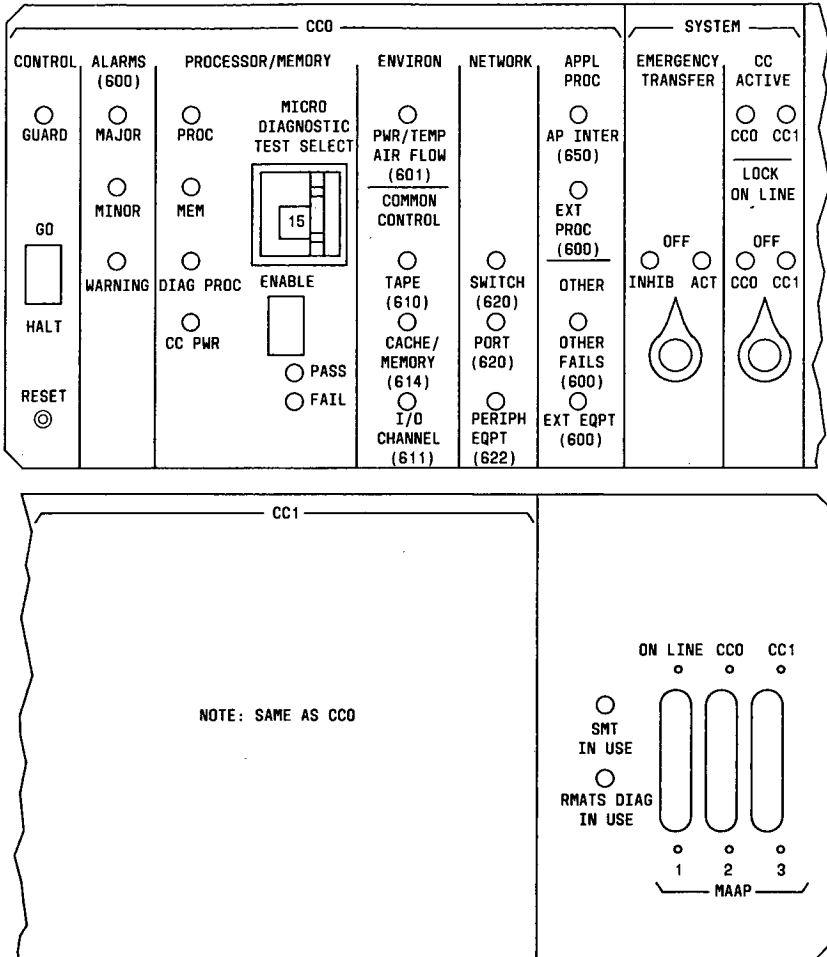 CC0
SYSTEM
CONTROL
GUARD
GO
HALT
RESET
ALARMS
(600)
MAJOR
MINOR
WARNING
PROCESSOR/MEMORY
PROC
MEM
DIAG PROC
CC PWR
MICRO
DIAGNOSTIC
TEST SELECT
15
ENABLE
PASS
FAIL
ENVIRON
PWR/TEMP
AIR FLOW
(601)
COMMON
CONTROL
TAPE
(610)
CACHE/
MEMORY
(614)
I/O
CHANNEL
(611)
NETWORK
SWITCH
(620)
PORT
(620)
PERIPH
EQPT
(622)
APPL
PROC
AP INTER
(650)
EXT
PROC
(600)
OTHER
OTHER
FAILS
(600)
EXT EQPT
(600)
EMERGENCY
TRANSFER
OFF
INHIB ACT
CC
ACTIVE
CC0 CC1
LOCK
ON LINE
OFF
CC0 CC1
CC1
NOTE: SAME AS CC0
SMT
IN USE
RMATS DIAG
IN USE
ON LINE CC0 CC1
1 2 3
MAAP